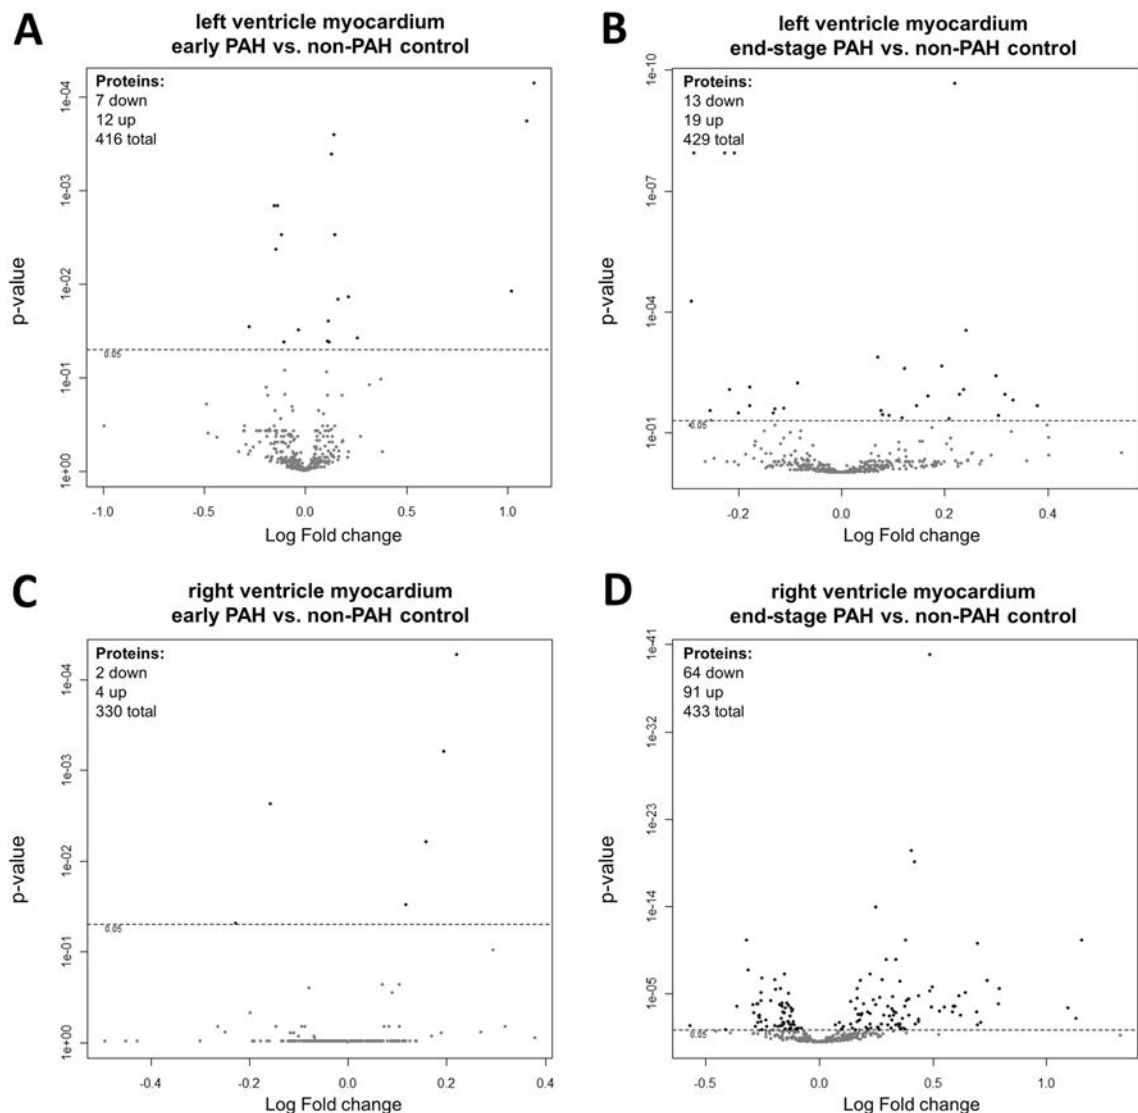 A
left ventricle myocardium
early PAH vs. non-PAH control
Proteins:
7 down
12 up
416 total
1e-04
1e-03
1e-02
1e-01
1e+00
p-value
0.05
-1.0
-0.5
0.0
0.5
1.0
Log Fold change
B
left ventricle myocardium
end-stage PAH vs. non-PAH control
Proteins:
13 down
19 up
429 total
1e-10
1e-07
1e-04
1e-01
p-value
0.05
-0.2
0.0
0.2
0.4
Log Fold change
C
right ventricle myocardium
early PAH vs. non-PAH control
Proteins:
2 down
4 up
330 total
1e-04
1e-03
1e-02
1e-01
1e+00
p-value
0.05
-0.4
-0.2
0.0
0.2
0.4
Log Fold change
D
right ventricle myocardium
end-stage PAH vs. non-PAH control
Proteins:
64 down
91 up
433 total
1e-41
1e-32
1e-23
1e-14
1e-05
p-value
0.05
-0.5
0.0
0.5
1.0
Log Fold change